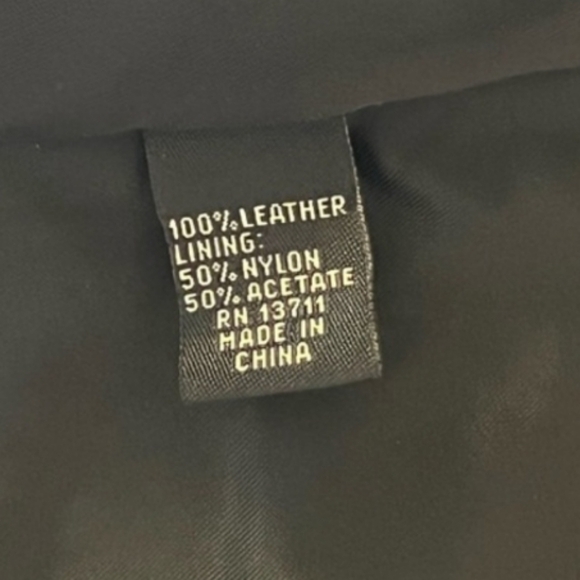 100% LEATHER
LINING:
50% NYLON
50% ACETATE
RN 13711
MADE IN
CHINA